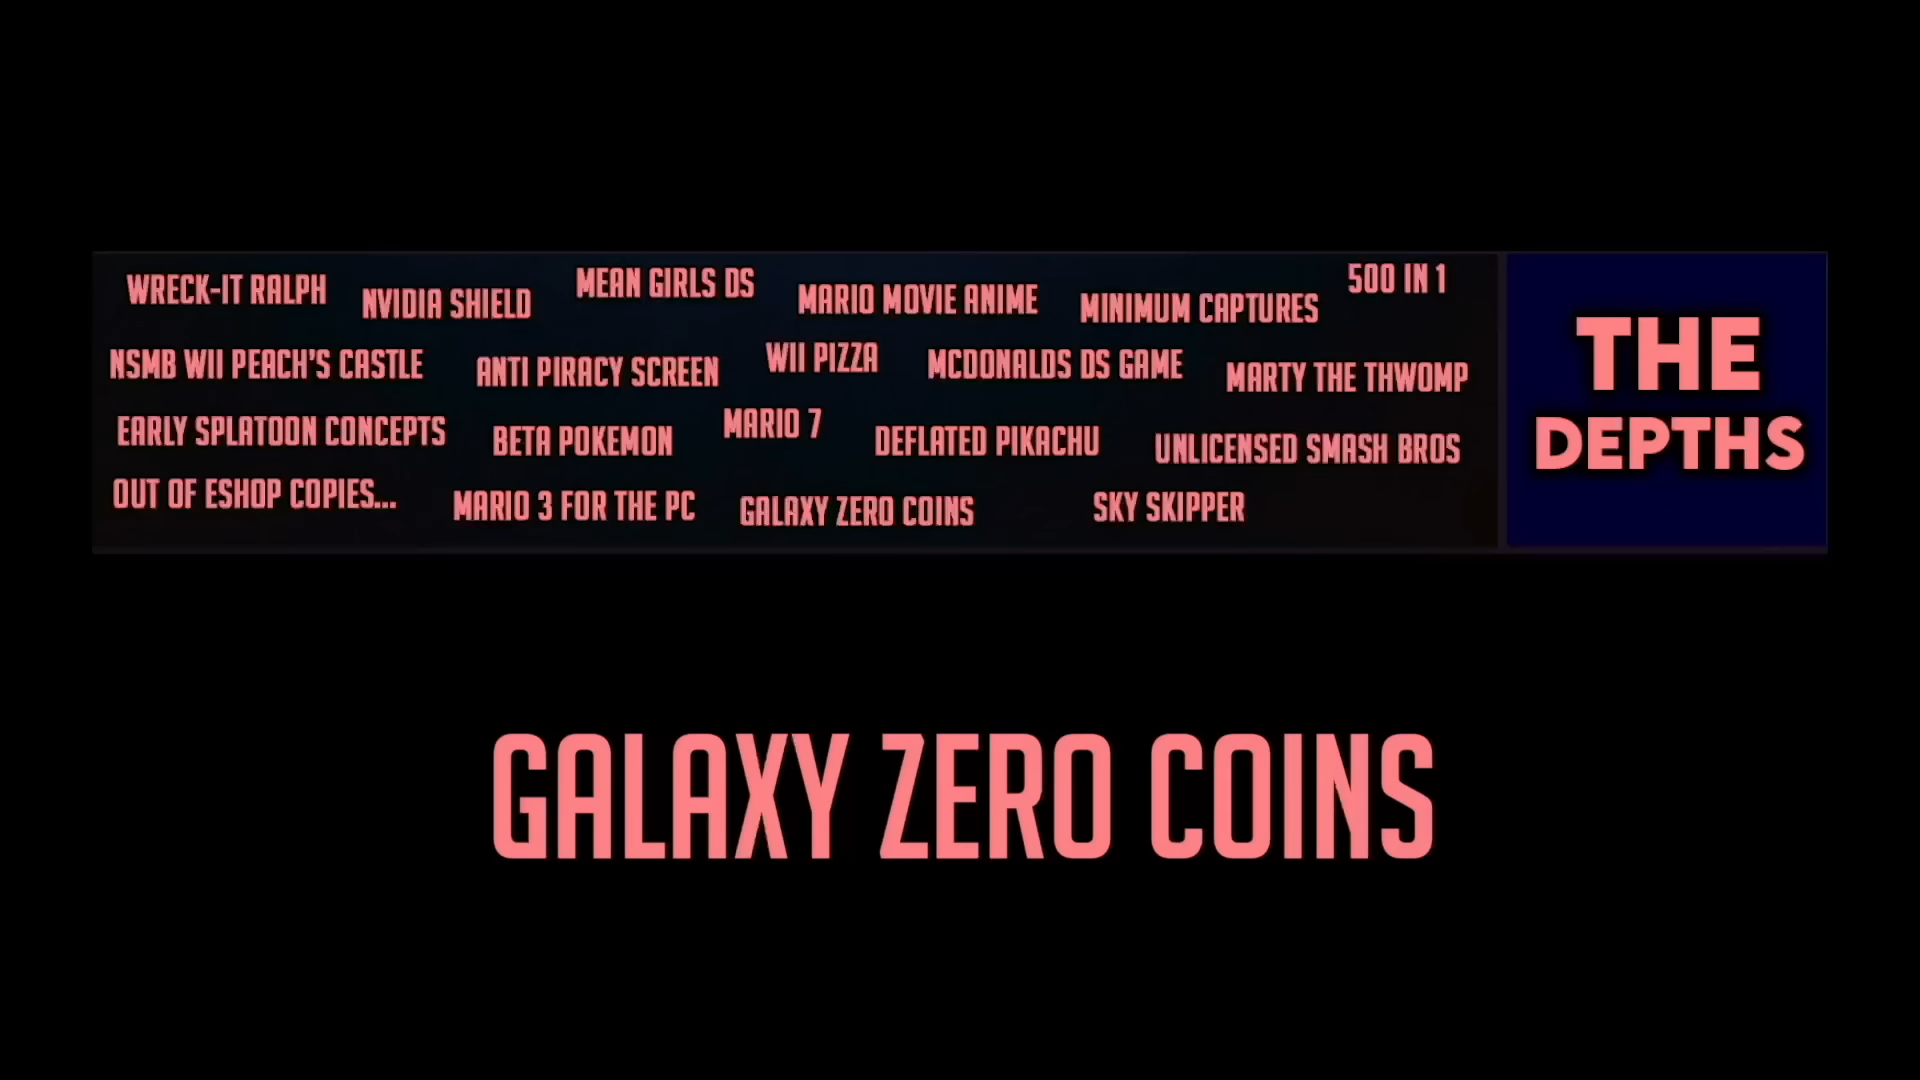 WRECK-IT RALPH
NVIDIA SHIELD
MEAN GIRLS DS
MARIO MOVIE ANIME
MINIMUM CAPTURES
500 IN 1
NSMB WII PEACH'S CASTLE
ANTI PIRACY SCREEN
WII PIZZA
MCDONALDS DS GAME
MARTY THE THWOMP
EARLY SPLATOON CONCEPTS
BETA POKEMON
MARIO 7
DEFLATED PIKACHU
UNLICENSED SMASH BROS
OUT OF ESHOP COPIES...
MARIO 3 FOR THE PC
GALAXY ZERO COINS
SKY SKIPPER
THE
DEPTHS
GALAXY ZERO COINS